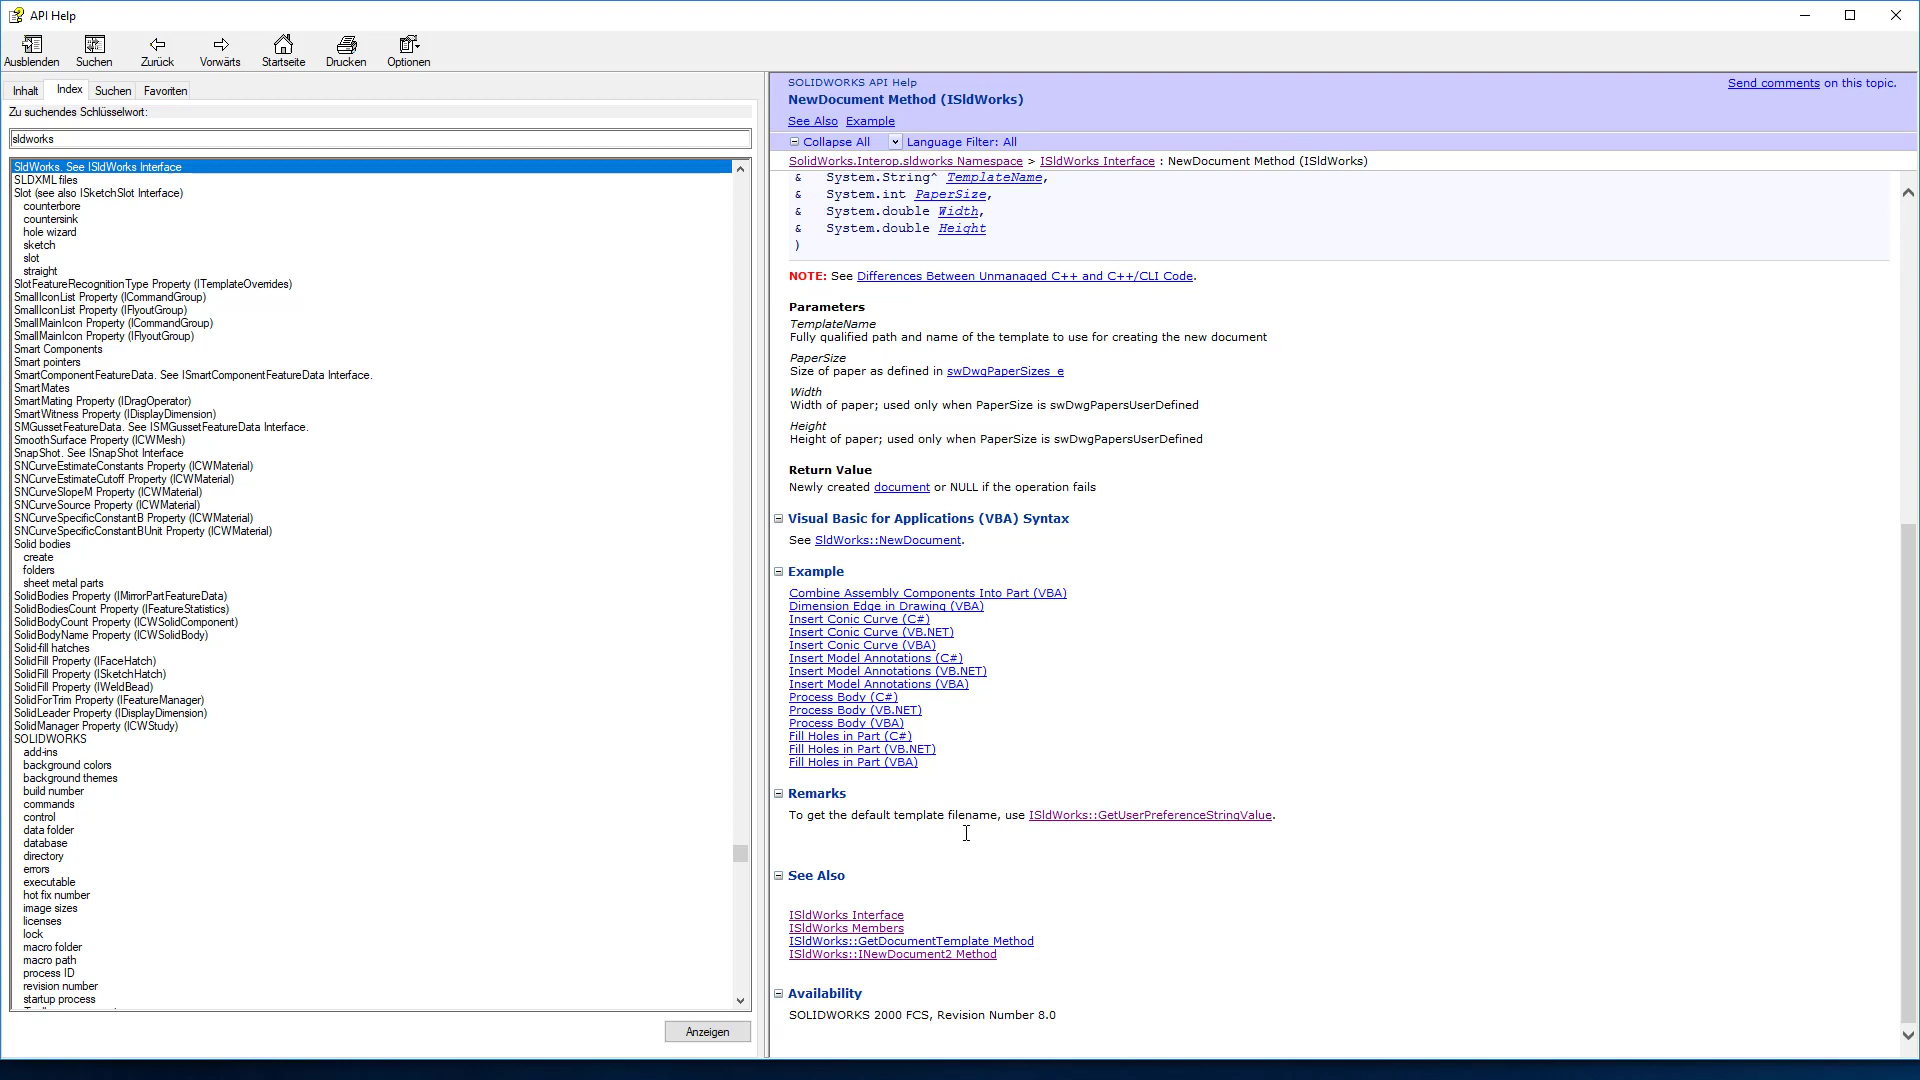 API Help
Ausblenden
Suchen
Zurück
Vorwärts
Startseite
Drucken
Optionen
Inhalt
Index
Suchen
Favoriten
Zu suchendes Schlüsselwort:
sldworks
SldWorks. See ISldWorks Interface
SLDXML files
Slot (see also ISketchSlot Interface)
counterbore
countersink
hole wizard
sketch
slot
straight
SlotFeatureRecognitionType Property (ITemplateOverrides)
SmallIconList Property (ICommandGroup)
SmallIconList Property (IFlyoutGroup)
SmallMainIcon Property (ICommandGroup)
SmallMainIcon Property (IFlyoutGroup)
Smart Components
Smart pointers
SmartComponentFeatureData. See ISmartComponentFeatureData Interface.
SmartMates
SmartMating Property (IDragOperator)
SmartWitness Property (IDisplayDimension)
SMGussetFeatureData. See ISMGussetFeatureData Interface.
SmoothSurface Property (ICWMesh)
SnapShot. See ISnapShot Interface
SNCurveEstimateConstants Property (ICWMaterial)
SNCurveEstimateCutoff Property (ICWMaterial)
SNCurveSlopeM Property (ICWMaterial)
SNCurveSource Property (ICWMaterial)
SNCurveSpecificConstantB Property (ICWMaterial)
SNCurveSpecificConstantBUnit Property (ICWMaterial)
Solid bodies
create
folders
sheet metal parts
SolidBodies Property (IMirrorPartFeatureData)
SolidBodiesCount Property (IFeatureStatistics)
SolidBodyCount Property (ICWSolidComponent)
SolidBodyName Property (ICWSolidBody)
Solid-fill hatches
SolidFill Property (IFaceHatch)
SolidFill Property (ISketchHatch)
SolidFill Property (IWeldBead)
SolidForTrim Property (IFeatureManager)
SolidLeader Property (IDisplayDimension)
SolidManager Property (ICWStudy)
SOLIDWORKS
add-ins
background colors
background themes
build number
commands
control
data folder
database
directory
errors
executable
hot fix number
image sizes
licenses
lock
macro folder
macro path
process ID
revision number
startup process
Anzeigen
SOLIDWORKS API Help
Send comments on this topic.
NewDocument Method (ISldWorks)
See Also Example
Collapse All Language Filter: All
SolidWorks.Interop.sldworks Namespace > ISldWorks Interface : NewDocument Method (ISldWorks)
& System.String^ TemplateName,
& System.int PaperSize,
& System.double Width,
& System.double Height
)
NOTE: See Differences Between Unmanaged C++ and C++/CLI Code.
Parameters
TemplateName
Fully qualified path and name of the template to use for creating the new document
PaperSize
Size of paper as defined in swDwgPaperSizes_e
Width
Width of paper; used only when PaperSize is swDwgPapersUserDefined
Height
Height of paper; used only when PaperSize is swDwgPapersUserDefined
Return Value
Newly created document or NULL if the operation fails
Visual Basic for Applications (VBA) Syntax
See SldWorks::NewDocument.
Example
Combine Assembly Components Into Part (VBA)
Dimension Edge in Drawing (VBA)
Insert Conic Curve (C#)
Insert Conic Curve (VB.NET)
Insert Conic Curve (VBA)
Insert Model Annotations (C#)
Insert Model Annotations (VB.NET)
Insert Model Annotations (VBA)
Process Body (C#)
Process Body (VB.NET)
Process Body (VBA)
Fill Holes in Part (C#)
Fill Holes in Part (VB.NET)
Fill Holes in Part (VBA)
Remarks
To get the default template filename, use ISldWorks::GetUserPreferenceStringValue.
See Also
ISldWorks Interface
ISldWorks Members
ISldWorks::GetDocumentTemplate Method
ISldWorks::INewDocument2 Method
Availability
SOLIDWORKS 2000 FCS, Revision Number 8.0